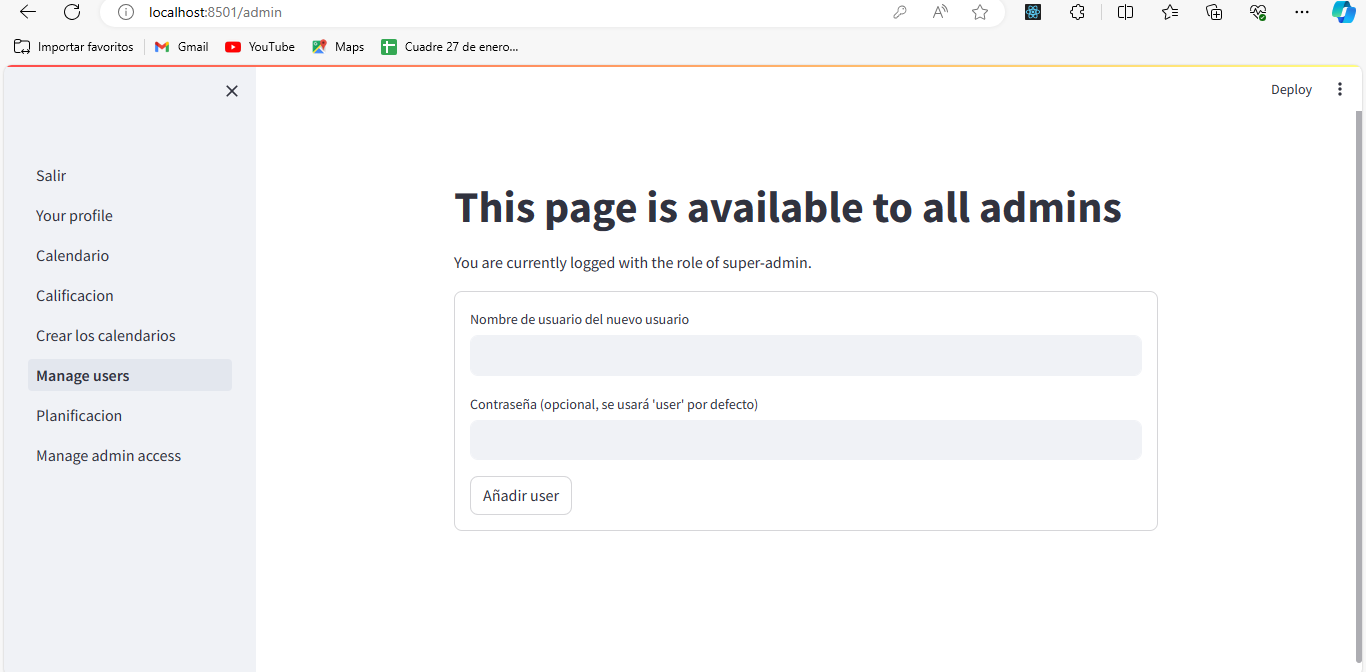 localhost:8501/admin
Importar favoritos
Gmail
YouTube
Maps
Cuadre 27 de enero...
Deploy
Salir
Your profile
Calendario
Calificacion
Crear los calendarios
Manage users
Planificacion
Manage admin access
This page is available to all admins
You are currently logged with the role of super-admin.
Nombre de usuario del nuevo usuario
Contraseña (opcional, se usará 'user' por defecto)
Añadir user